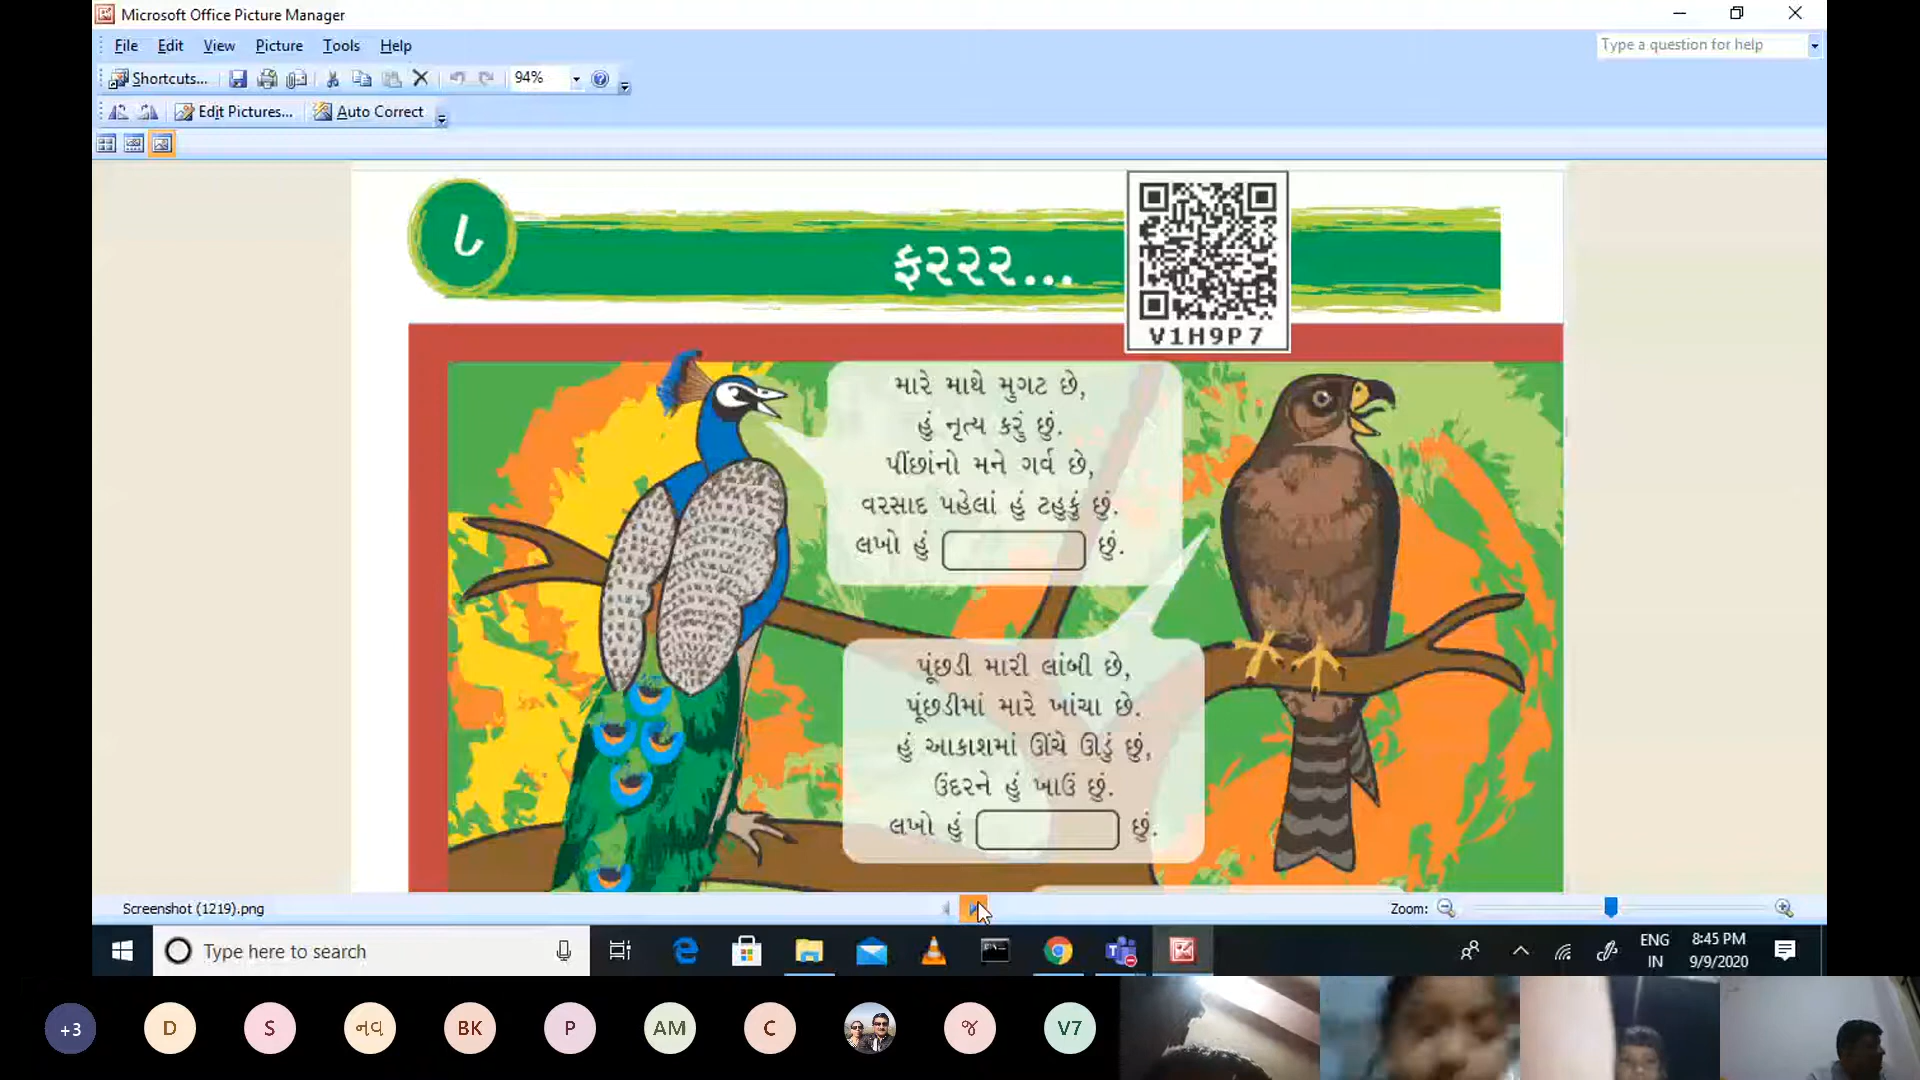 Microsoft Office Picture Manager
File Edit View Picture Tools Help
Type a question for help
Shortcuts... 94%
Edit Pictures... Auto Correct
૮
ફરરર...
V1H9P7
મારે માથે મુગટ છે,
હું નૃત્ય કરું છું.
પીંછાંનો મને ગર્વ છે,
વરસાદ પહેલાં હું ટહુકું છું.
લખો હું છું.
પૂંછડી મારી લાંબી છે,
પૂંછડીમાં મારે ખાંચા છે.
હું આકાશમાં ઊંચે ઊડું છું,
ઉંદરને હું ખાઉં છું.
લખો હું છું.
Screenshot (1219).png
Zoom:
Type here to search
ENG
IN
8:45 PM
9/9/2020
+3 D S નવ BK P AM C જ V7